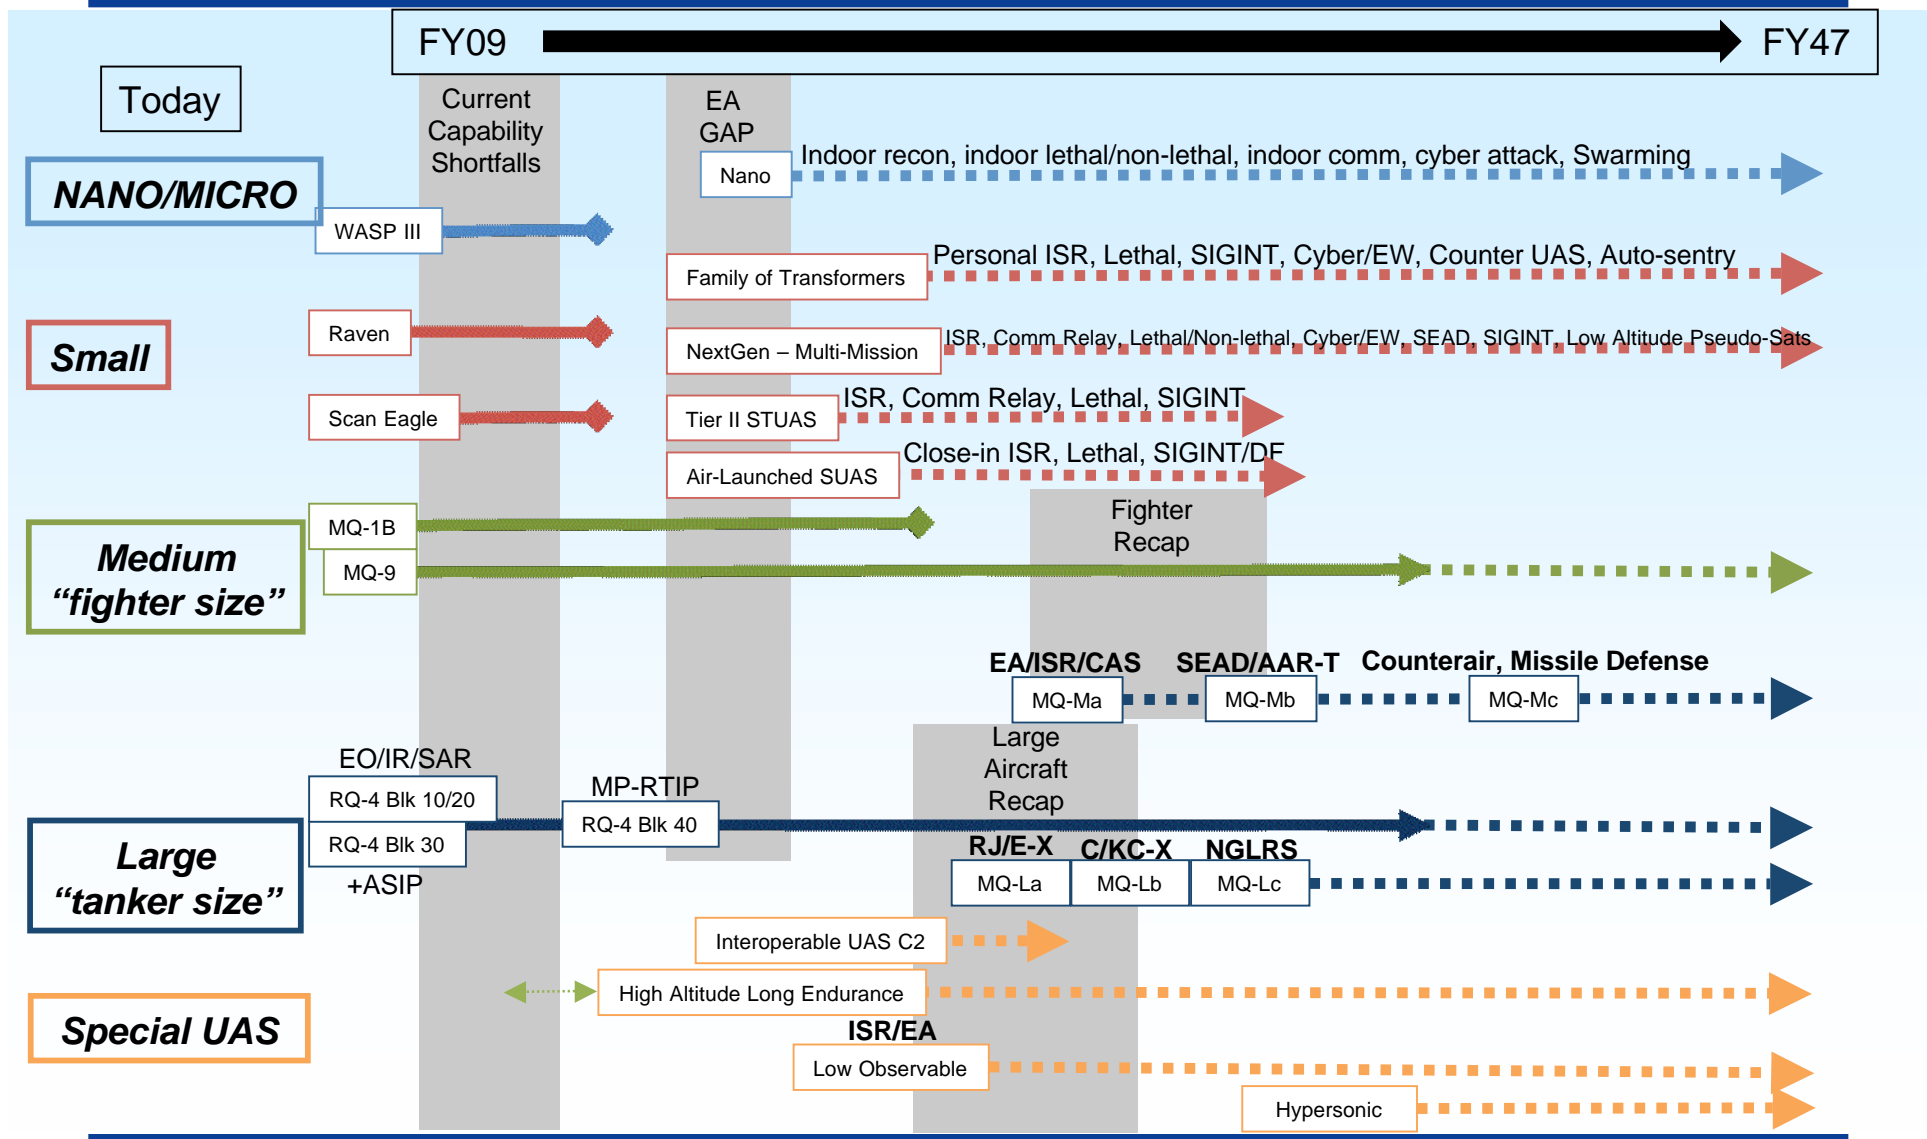 FY09
FY47
Today
Current
Capability
Shortfalls
EA
GAP
NANO/MICRO
Nano
Indoor recon, indoor lethal/non-lethal, indoor comm, cyber attack, Swarming
WASP III
Family of Transformers
Personal ISR, Lethal, SIGINT, Cyber/EW, Counter UAS, Auto-sentry
Small
Raven
NextGen – Multi-Mission
ISR, Comm Relay, Lethal/Non-lethal, Cyber/EW, SEAD, SIGINT, Low Altitude Pseudo-Sats
Scan Eagle
Tier II STUAS
ISR, Comm Relay, Lethal, SIGINT
Air-Launched SUAS
Close-in ISR, Lethal, SIGINT/DF
Medium
“fighter size”
MQ-1B
MQ-9
Fighter
Recap
EA/ISR/CAS
SEAD/AAR-T
Counterair, Missile Defense
MQ-Ma
MQ-Mb
MQ-Mc
Large
Aircraft
Recap
Large
“tanker size”
EO/IR/SAR
RQ-4 Blk 10/20
RQ-4 Blk 30
+ASIP
MP-RTIP
RQ-4 Blk 40
RJ/E-X
C/KC-X
NGLRS
MQ-La
MQ-Lb
MQ-Lc
Special UAS
Interoperable UAS C2
High Altitude Long Endurance
ISR/EA
Low Observable
Hypersonic